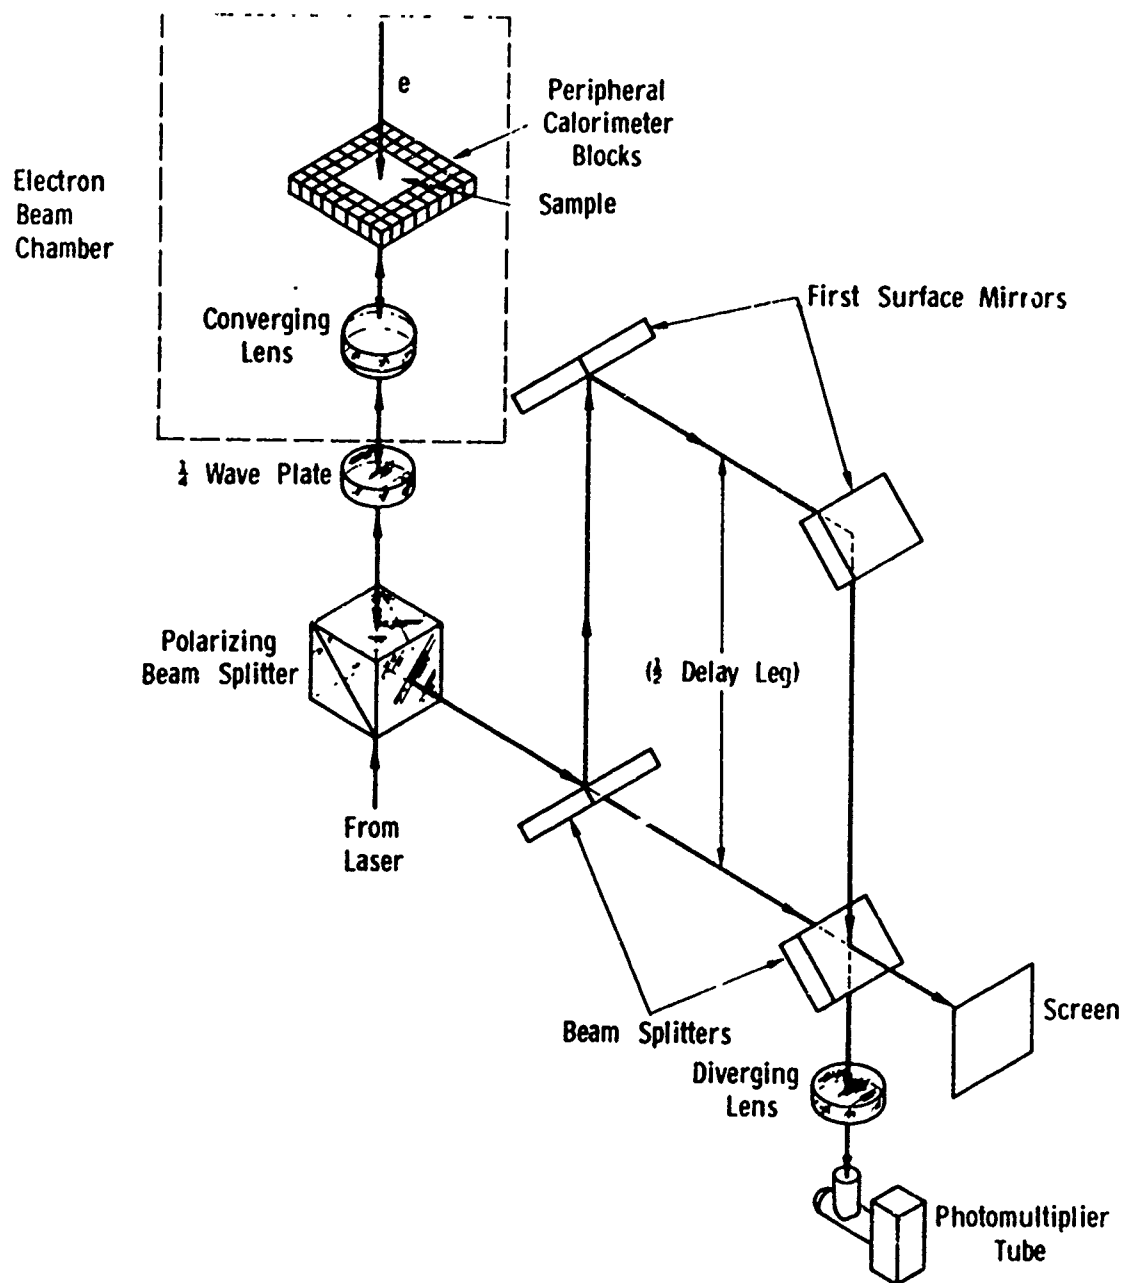 e
Peripheral
Calorimeter
Blocks
Electron
Beam
Chamber
Sample
First Surface Mirrors
Converging
Lens
¼ Wave Plate
Polarizing
Beam Splitter
(½ Delay Leg)
From
Laser
Screen
Beam Splitters
Diverging
Lens
Photomultiplier
Tube